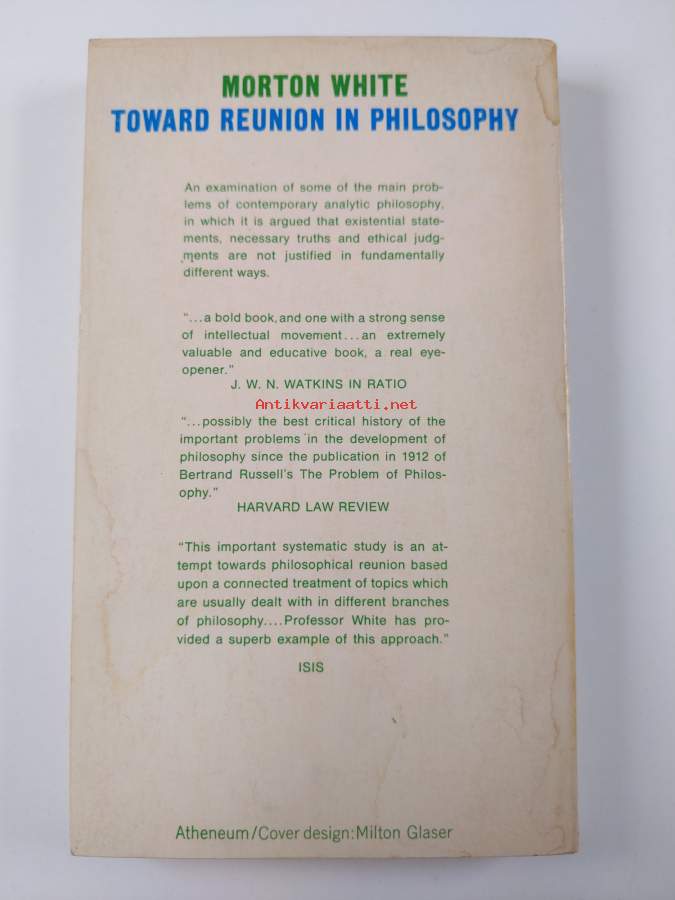 MORTON WHITE
TOWARD REUNION IN PHILOSOPHY
An examination of some of the main prob-
lems of contemporary analytic philosophy,
in which it is argued that existential state-
ments, necessary truths and ethical judg-
ments are not justified in fundamentally
different ways.
"...a bold book, and one with a strong sense
of intellectual movement...an extremely
valuable and educative book, a real eye-
opener."
J. W. N. WATKINS IN RATIO
Antikvariaatti.net
"...possibly the best critical history of the
important problems in the development of
philosophy since the publication in 1912 of
Bertrand Russell's The Problem of Philos-
ophy."
HARVARD LAW REVIEW
"This important systematic study is an at-
tempt towards philosophical reunion based
upon a connected treatment of topics which
are usually dealt with in different branches
of philosophy....Professor White has pro-
vided a superb example of this approach."
ISIS
Atheneum/Cover design: Milton Glaser